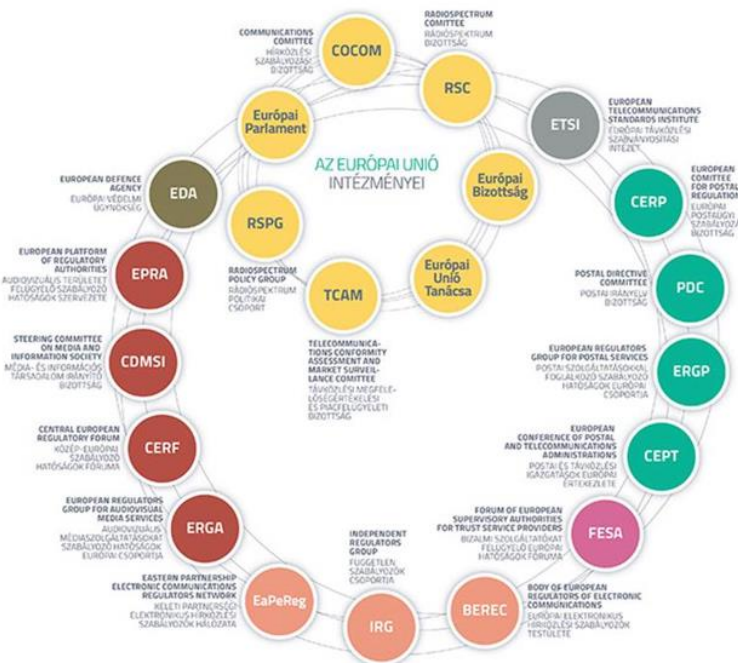 COMMUNICATIONS
COMITTEE
HÍRKÖZLÉSI
SZABÁLYOZÁSI
BIZOTTSÁG
COCOM
RADIOSPECTRUM
COMITTEE
RÁDIÓSPEKTRUM
BIZOTTSÁG
RSC
Európai
Parlament
ETSI
EUROPEAN
TELECOMMUNICATIONS
STANDARDS INSTITUTE
EURÓPAI TÁVKÖZLÉSI
SZABVÁNYOSÍTÁSI
INTÉZET
AZ EURÓPAI UNIÓ
INTÉZMÉNYEI
EUROPEAN DEFENCE
AGENCY
EURÓPAI VÉDELMI
ÜGYNÖKSÉG
EDA
Európai
Bizottság
CERP
EUROPEAN
COMITTEE
FOR POSTAL
REGULATION
EURÓPAI
POSTAÜGYI
SZABÁLYOZÁSI
BIZOTTSÁG
RSPG
RADIOSPECTRUM
POLICY GROUP
RÁDIÓSPEKTRUM
POLITIKAI
CSOPORT
EUROPEAN PLATFORM
OF REGULATORY
AUTHORITIES
AUDIOVIZUÁLIS TERÜLETET
FELÜGYELŐ SZABÁLYOZÓ
HATÓSÁGOK SZERVEZETE
EPRA
TCAM
TELECOMMUNICA-
TIONS CONFORMITY
ASSESSMENT AND
MARKET SURVEIL-
LANCE COMITTEE
TÁVKÖZLÉSI MEGFELE-
LŐSÉGÉRTÉKELÉSI
ÉS PIACFELÜGYELETI
BIZOTTSÁG
Európai
Unió
Tanácsa
POSTAL DIRECTIVE
COMMITTEE
POSTAI IRÁNYELV
BIZOTTSÁG
PDC
STEERING COMMITTEE
ON MEDIA AND
INFORMATION SOCIETY
MÉDIA- ÉS INFORMÁCIÓS
TÁRSADALOM IRÁNYÍTÓ
BIZOTTSÁG
CDMSI
EUROPEAN REGULATORS
GROUP FOR POSTAL SERVICES
POSTAI SZOLGÁLTATÁSOKKAL
FOGLALKOZÓ SZABÁLYOZÓ
HATÓSÁGOK EURÓPAI
CSOPORTJA
ERGP
CENTRAL EUROPEAN
REGULATORY FORUM
KÖZÉP-EURÓPAI
SZABÁLYOZÓ
HATÓSÁGOK FÓRUMA
CERF
EUROPEAN
CONFERENCE OF POSTAL
AND TELECOMMUNICATIONS
ADMINISTRATIONS
POSTAI ÉS TÁVKÖZLÉSI
IGAZGATÁSOK EURÓPAI
ÉRTEKEZLETE
CEPT
EUROPEAN REGULATORS
GROUP FOR AUDIOVISUAL
MEDIA SERVICES
AUDIOVIZUÁLIS
MÉDIASZOLGÁLTATÁSOKAT
SZABÁLYOZÓ HATÓSÁGOK
EURÓPAI CSOPORTJA
ERGA
FORUM OF EUROPEAN
SUPERVISORY AUTHORITIES
FOR TRUST SERVICE PROVIDERS
BIZALMI SZOLGÁLTATÓKAT
FELÜGYELŐ EURÓPAI
HATÓSÁGOK FÓRUMA
FESA
EASTERN PARTNERSHIP
ELECTRONIC COMMUNICATIONS
REGULATORS NETWORK
KELETI PARTNERSÉGI
ELEKTRONIKUS HÍRKÖZLÉSI
SZABÁLYOZÓK HÁLÓZATA
EaPeReg
INDEPENDENT
REGULATORS
GROUP
FÜGGETLEN
SZABÁLYOZÓK
CSOPORTJA
IRG
BEREC
BODY OF EUROPEAN
REGULATORS OF ELECTRONIC
COMMUNICATIONS
EURÓPAI ELEKTRONIKUS
HÍRKÖZLÉSI SZABÁLYOZÓK
TESTÜLETE